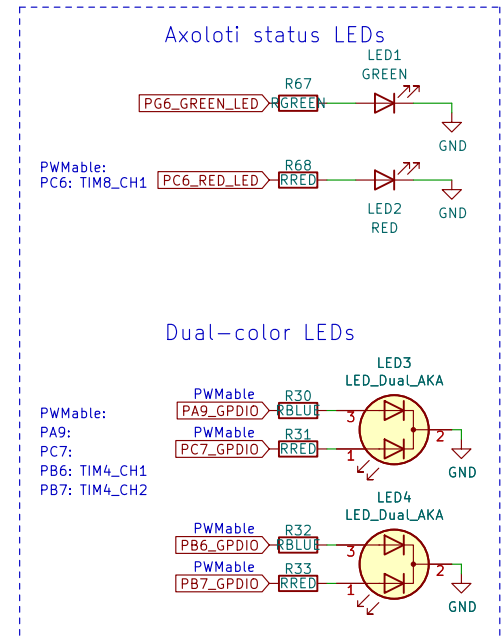 Axoloti status LEDs
LED1
GREEN
R67
PG6_GREEN_LED
RGREEN
GND
PWMable:
PC6: TIM8_CH1
R68
PC6_RED_LED
RRED
GND
LED2
RED
Dual-color LEDs
LED3
LED_Dual_AKA
PWMable
R30
PA9_GPDIO
RBLUE
3
PWMable:
PA9:
PC7:
PB6: TIM4_CH1
PB7: TIM4_CH2
PWMable
R31
PC7_GPDIO
RRED
1
2
GND
LED4
LED_Dual_AKA
PWMable
R32
PB6_GPDIO
RBLUE
3
PWMable
R33
PB7_GPDIO
RRED
1
2
GND